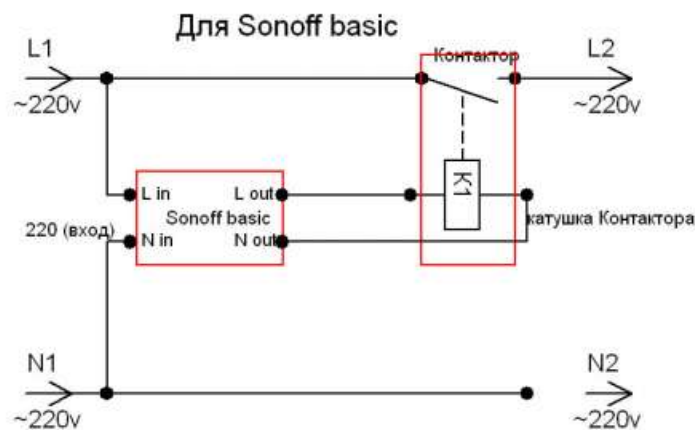 Для Sonoff basic
L1
Контактор
L2
~220v
~220v
L in
L out
K1
Sonoff basic
220 (вход)
N in
N out
катушка Контактора
N1
N2
~220v
~220v